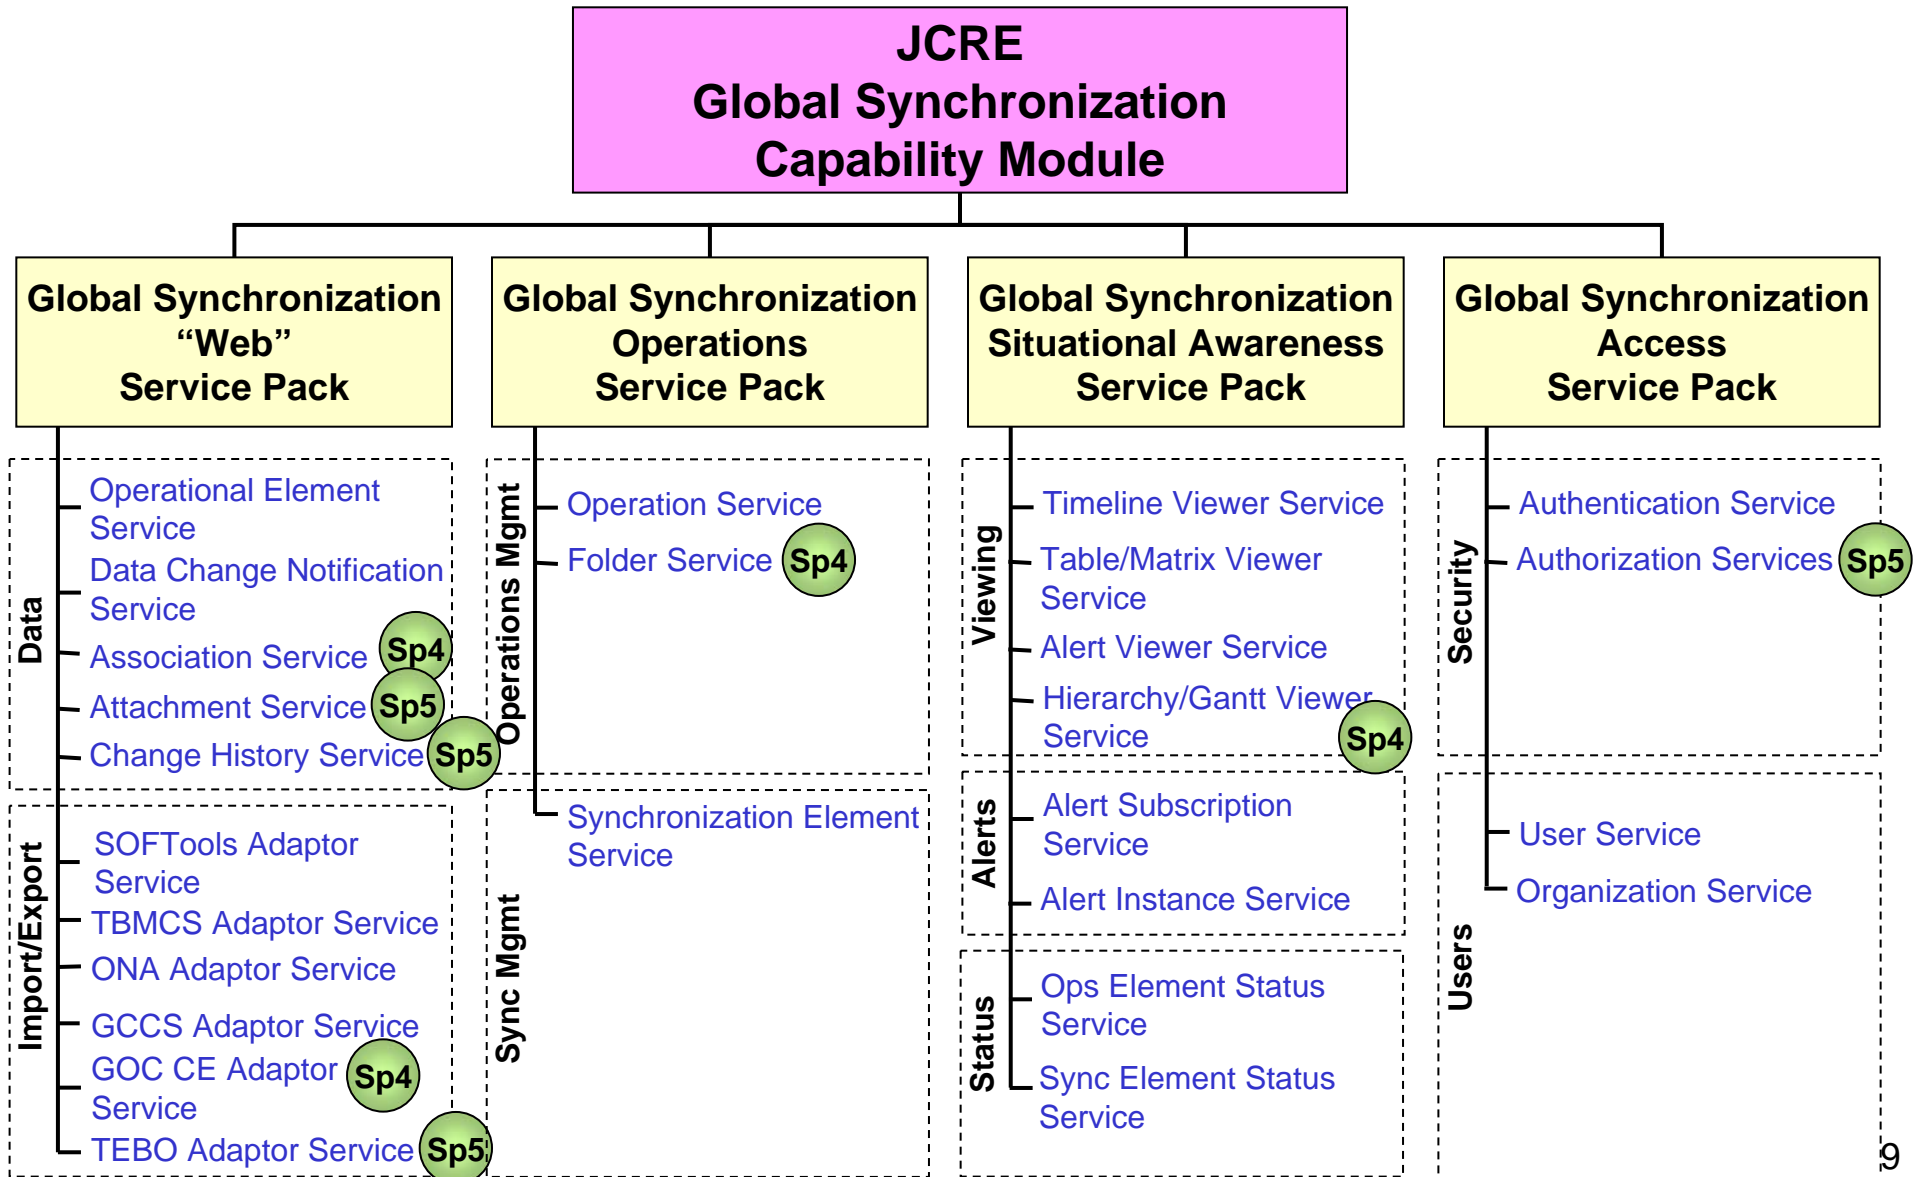 JCRE
Global Synchronization
Capability Module
Global Synchronization
“Web”
Service Pack
Data
Operational Element
Service
Data Change Notification
Service
Association Service
Sp4
Attachment Service
Sp5
Change History Service
Sp5
Import/Export
SOFTools Adaptor
Service
TBMCS Adaptor Service
ONA Adaptor Service
GCCS Adaptor Service
GOC CE Adaptor
Service
Sp4
TEBO Adaptor Service
Sp5
Global Synchronization
Operations
Service Pack
Operations Mgmt
Operation Service
Folder Service
Sp4
Sync Mgmt
Synchronization Element
Service
Global Synchronization
Situational Awareness
Service Pack
Viewing
Timeline Viewer Service
Table/Matrix Viewer
Service
Alert Viewer Service
Hierarchy/Gantt Viewer
Service
Sp4
Alerts
Alert Subscription
Service
Alert Instance Service
Status
Ops Element Status
Service
Sync Element Status
Service
Global Synchronization
Access
Service Pack
Security
Authentication Service
Authorization Services
Sp5
Users
User Service
Organization Service
9